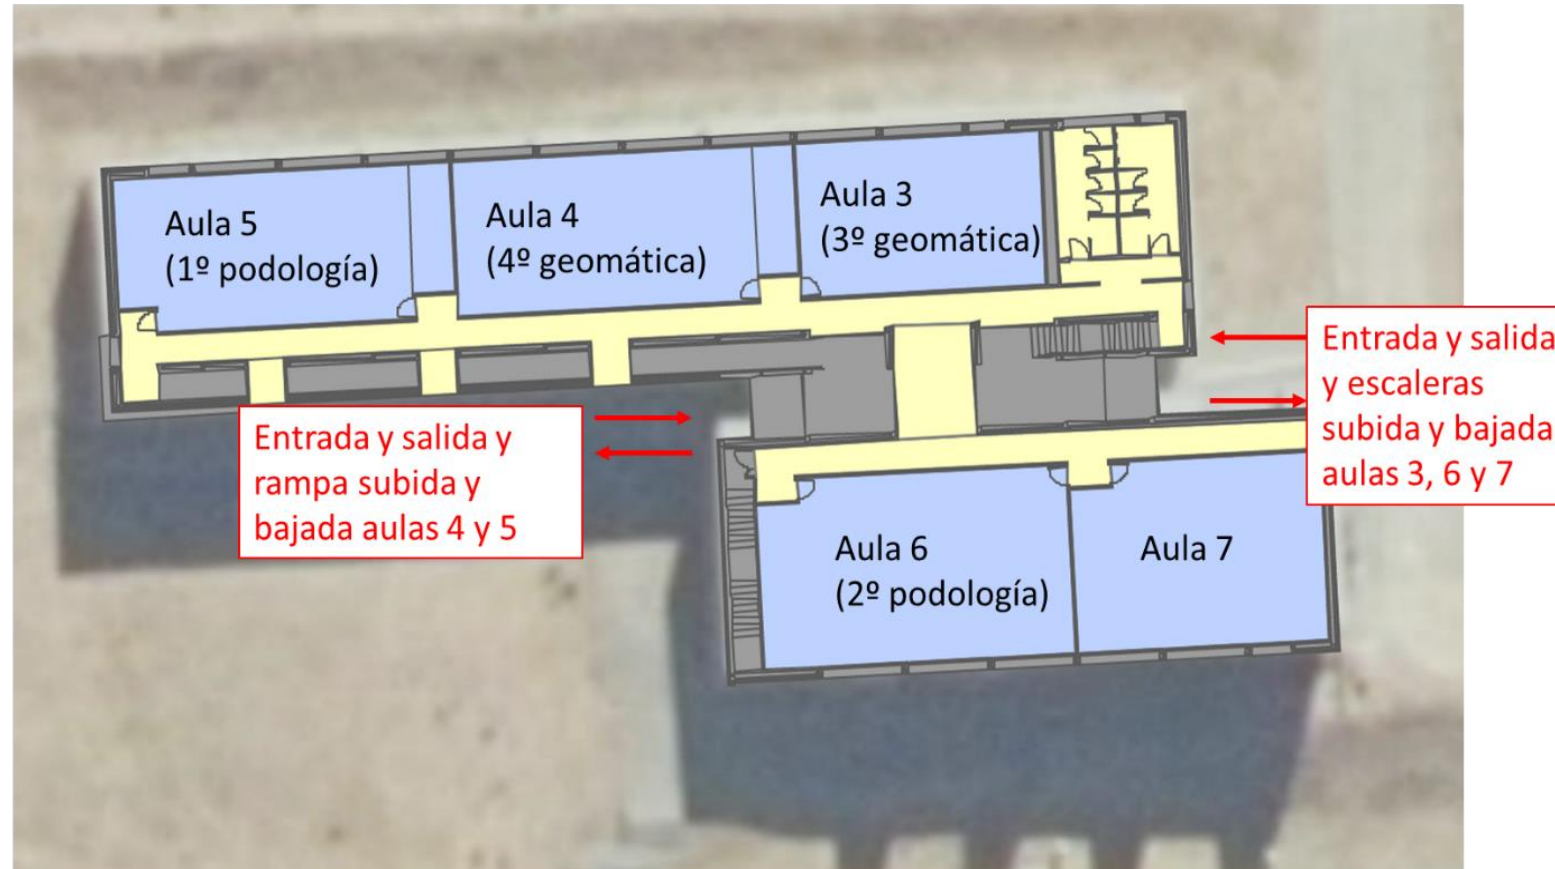 Aula 5
(1º podología)
Aula 4
(4º geomática)
Aula 3
(3º geomática)
Entrada y salida
y escaleras
subida y bajada
aulas 3, 6 y 7
Entrada y salida y
rampa subida y
bajada aulas 4 y 5
Aula 6
(2º podología)
Aula 7